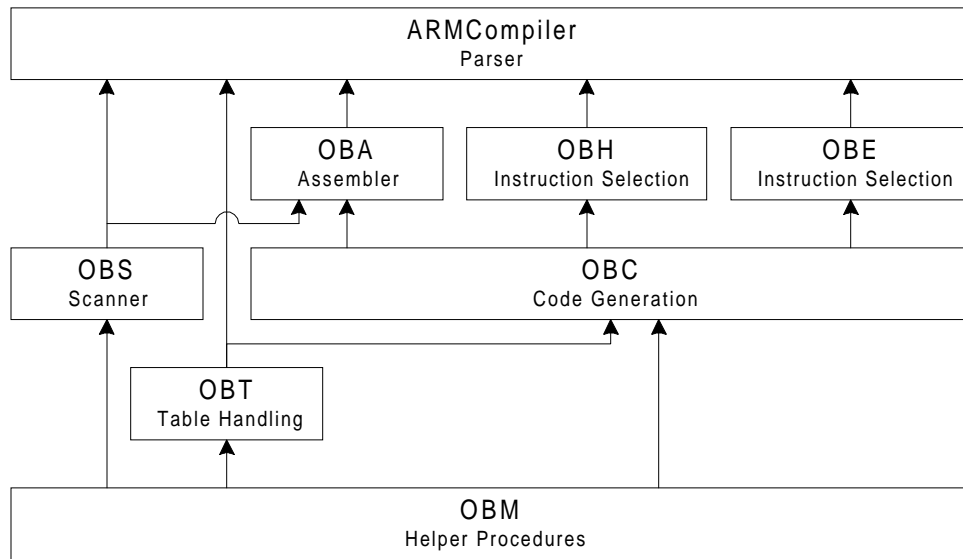 ARMCompiler
Parser
OBA
Assembler
OBH
Instruction Selection
OBE
Instruction Selection
OBS
Scanner
OBC
Code Generation
OBT
Table Handling
OBM
Helper Procedures